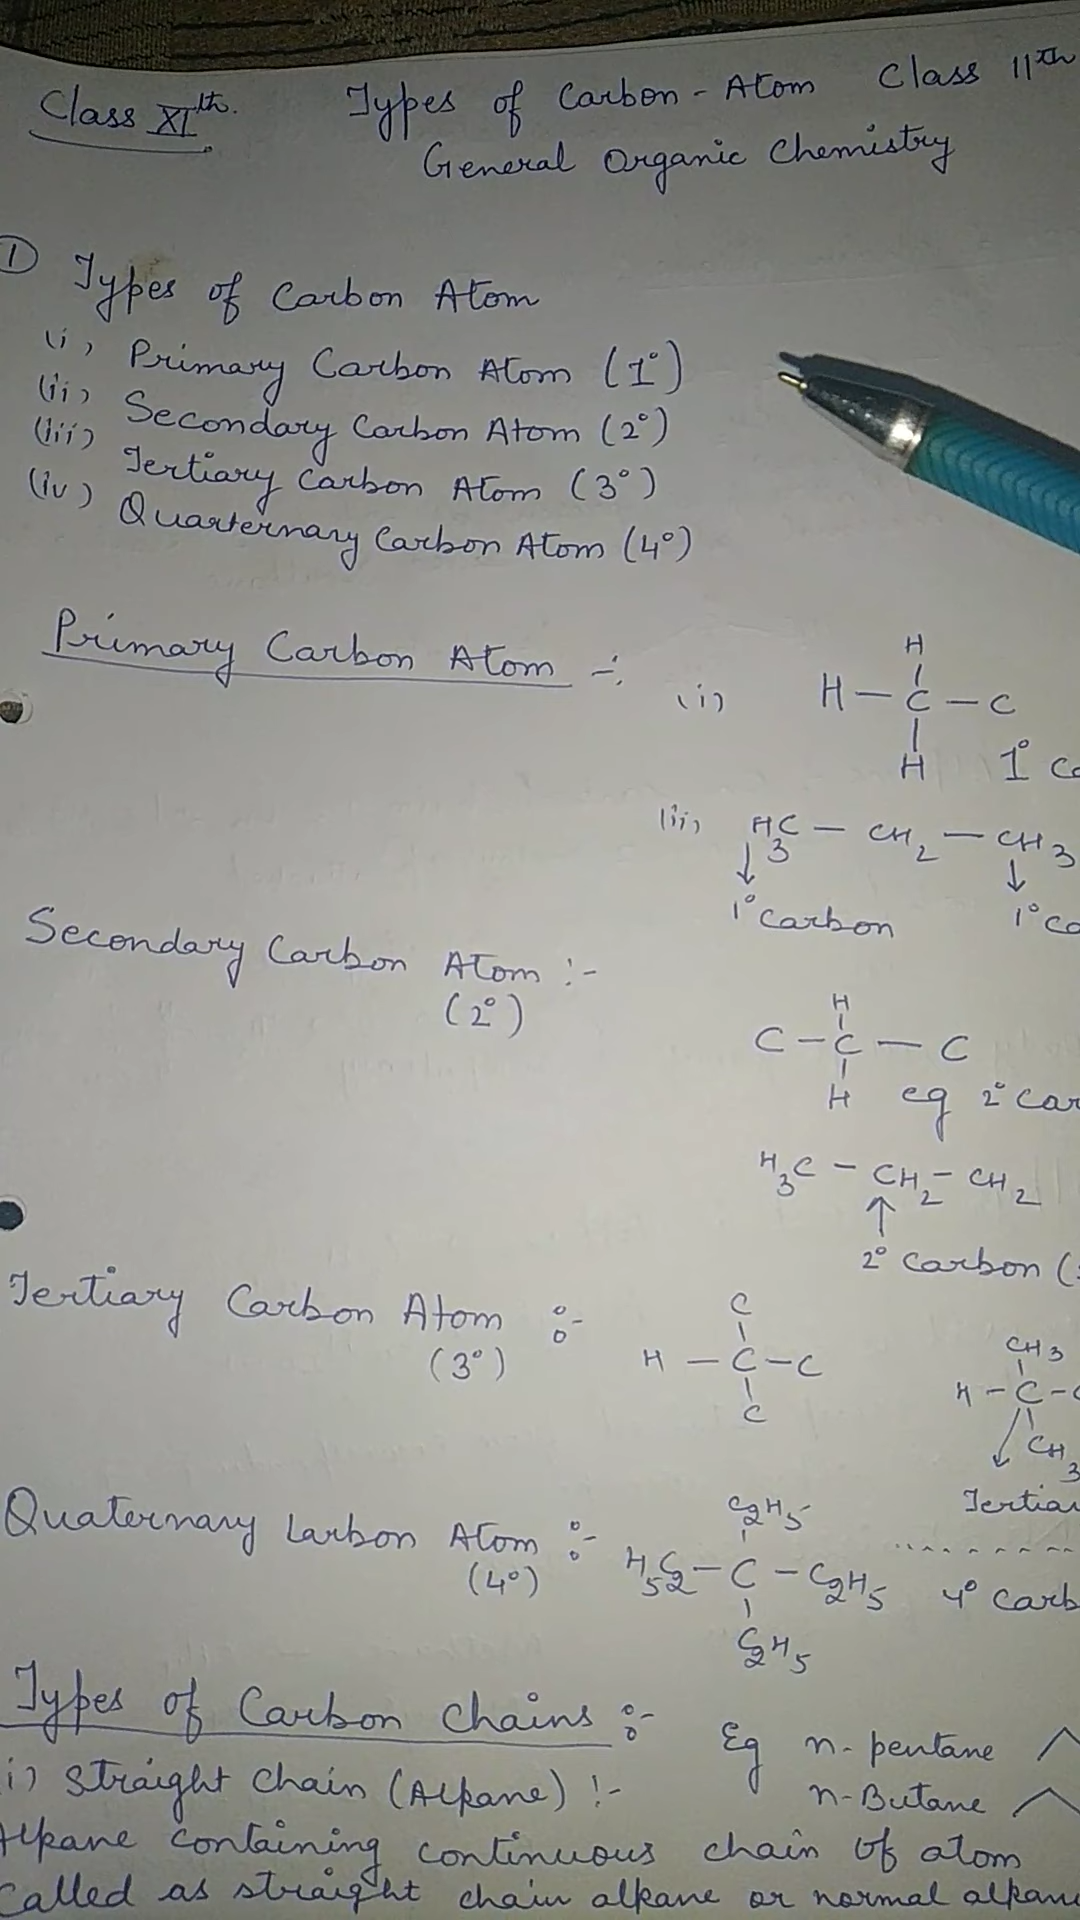 Class XIth. Types of Carbon-Atom Class 11th
General Organic Chemistry
① Types of Carbon Atom
(i) Primary Carbon Atom (1°)
(ii) Secondary Carbon Atom (2°)
(iii) Tertiary Carbon Atom (3°)
(iv) Quarternary Carbon Atom (4°)
Primary Carbon Atom -:
(i)
H
H — C — C
H 1°
(ii) H3C — CH2 — CH3
1° Carbon 1°
Secondary Carbon Atom :-
(2°)
H
C — C — C
H eg 2°
H3C — CH2 — CH2
2° Carbon
Tertiary Carbon Atom :-
(3°)
C
H — C — C
C
CH3
H — C —
CH3
Quaternary Carbon Atom :-
(4°)
C2H5
H5C2 — C — C2H5 4°
C2H5
Types of Carbon Chains :-
Eg n-pentane
n-Butane
i) Straight Chain (Alkane) :-
Alkane containing continuous chain of atom
called as straight chain alkane or normal